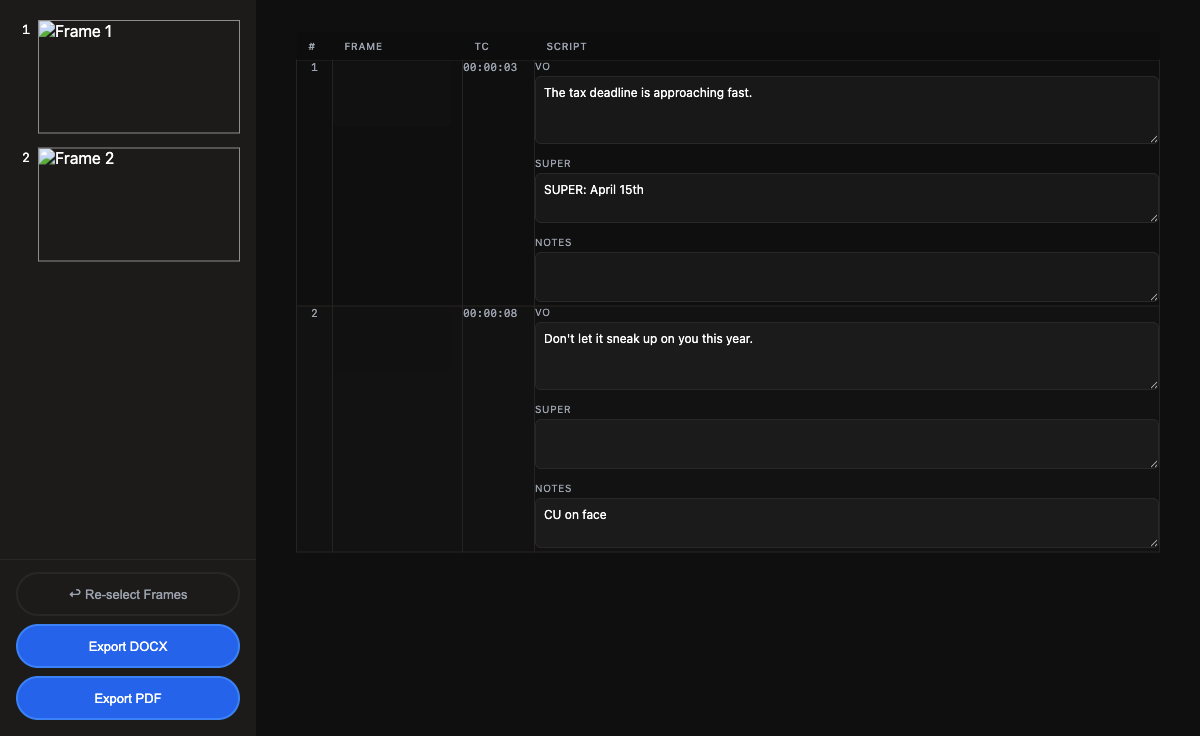 1
Frame 1
2
Frame 2
↩ Re-select Frames
Export DOCX
Export PDF
# FRAME TC SCRIPT
1 00:00:03 VO
The tax deadline is approaching fast.
SUPER
SUPER: April 15th
NOTES
2 00:00:08 VO
Don't let it sneak up on you this year.
SUPER
NOTES
CU on face